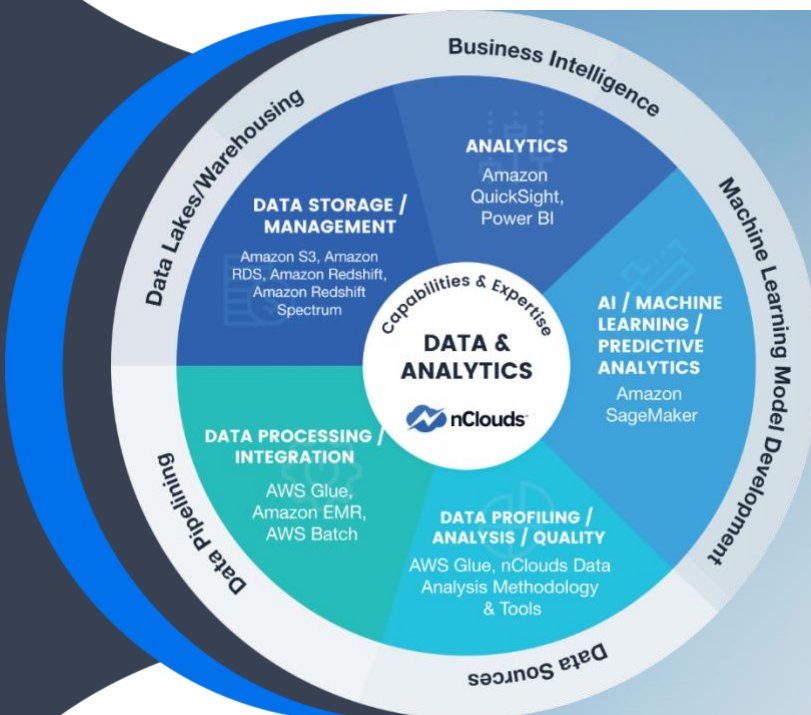 Business Intelligence
Data Lakes/Warehousing
Machine Learning Model Development
Data Pipelining
Data Sources
ANALYTICS
Amazon
QuickSight,
Power BI
DATA STORAGE /
MANAGEMENT
Amazon S3, Amazon
RDS, Amazon Redshift,
Amazon Redshift
Spectrum
AI / MACHINE
LEARNING /
PREDICTIVE
ANALYTICS
Amazon
SageMaker
Capabilities & Expertise
DATA &
ANALYTICS
nClouds™
DATA PROCESSING /
INTEGRATION
AWS Glue,
Amazon EMR,
AWS Batch
DATA PROFILING /
ANALYSIS / QUALITY
AWS Glue, nClouds Data
Analysis Methodology
& Tools